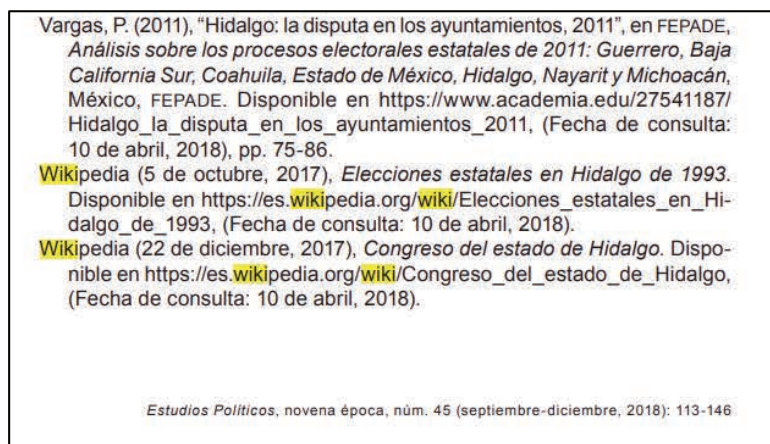 Vargas, P. (2011), “Hidalgo: la disputa en los ayuntamientos, 2011”, en FEPADE,
Análisis sobre los procesos electorales estatales de 2011: Guerrero, Baja
California Sur, Coahuila, Estado de México, Hidalgo, Nayarit y Michoacán,
México, FEPADE. Disponible en https://www.academia.edu/27541187/
Hidalgo_la_disputa_en_los_ayuntamientos_2011, (Fecha de consulta:
10 de abril, 2018), pp. 75-86.
Wikipedia (5 de octubre, 2017), Elecciones estatales en Hidalgo de 1993.
Disponible en https://es.wikipedia.org/wiki/Elecciones_estatales_en_Hi-
dalgo_de_1993, (Fecha de consulta: 10 de abril, 2018).
Wikipedia (22 de diciembre, 2017), Congreso del estado de Hidalgo. Dispo-
nible en https://es.wikipedia.org/wiki/Congreso_del_estado_de_Hidalgo,
(Fecha de consulta: 10 de abril, 2018).
Estudios Políticos, novena época, núm. 45 (septiembre-diciembre, 2018): 113-146